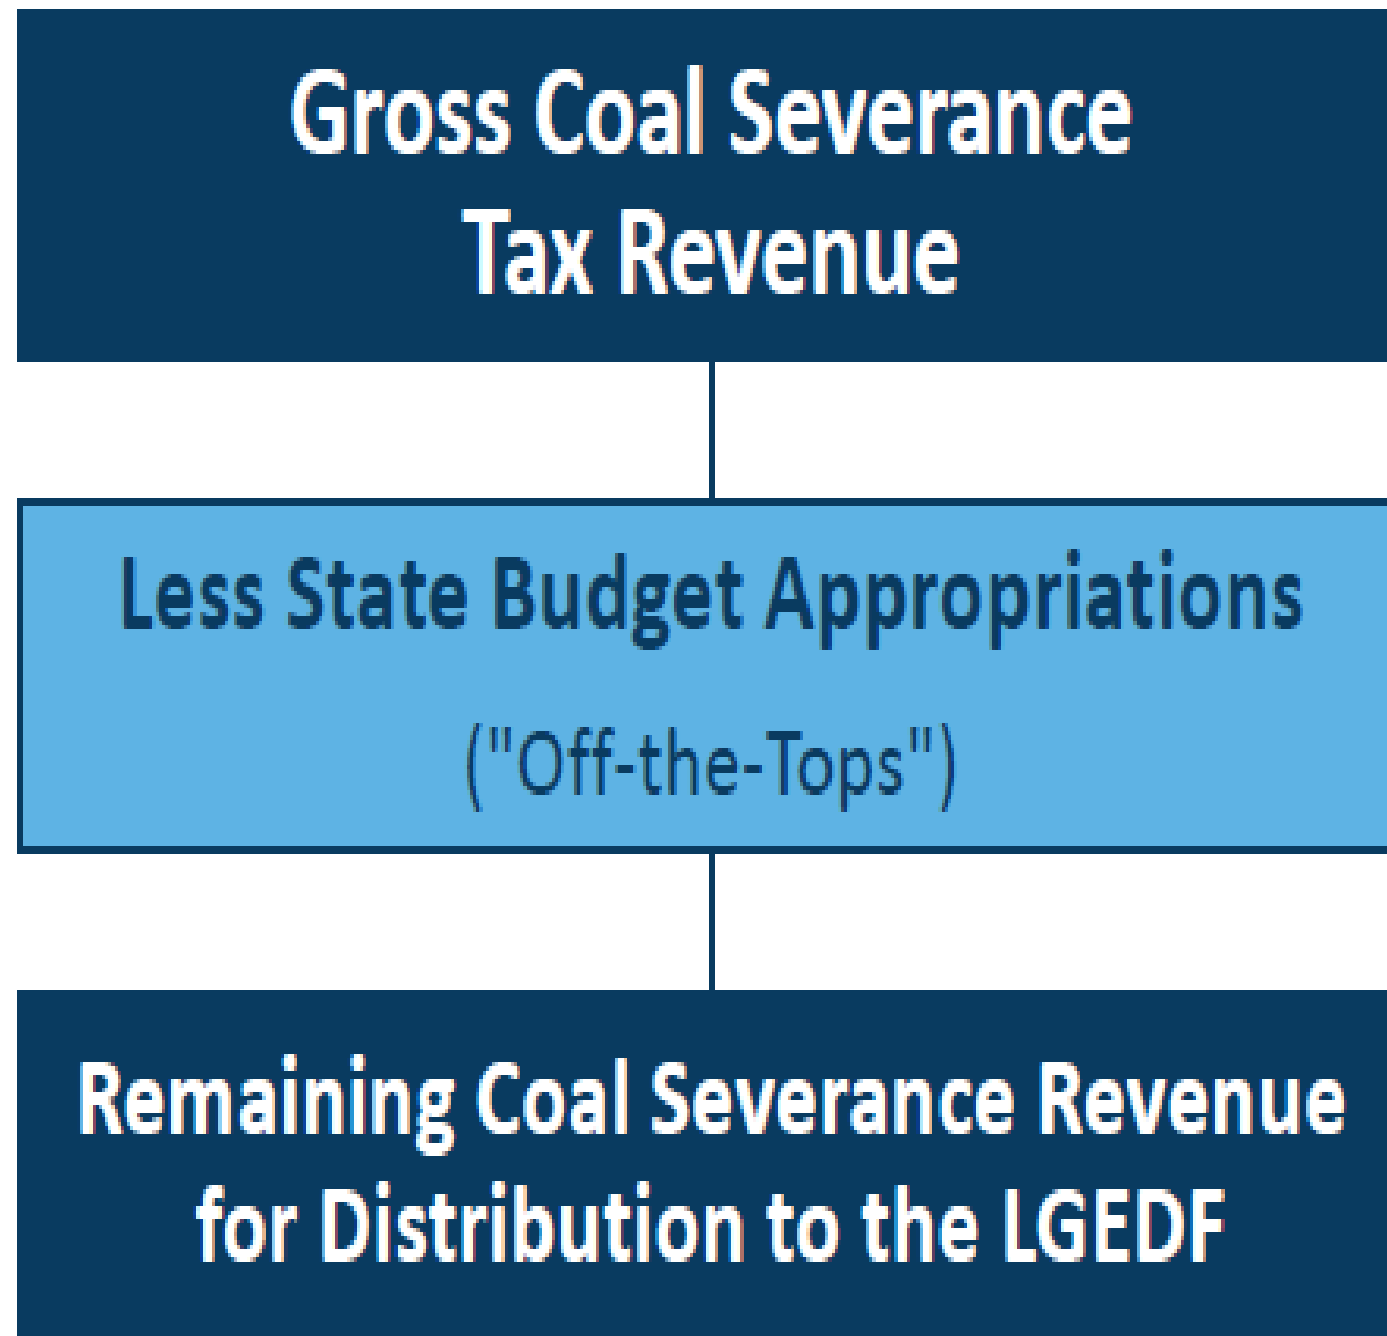 Gross Coal Severance
Tax Revenue
Less State Budget Appropriations
("Off-the-Tops")
Remaining Coal Severance Revenue
for Distribution to the LGEDF